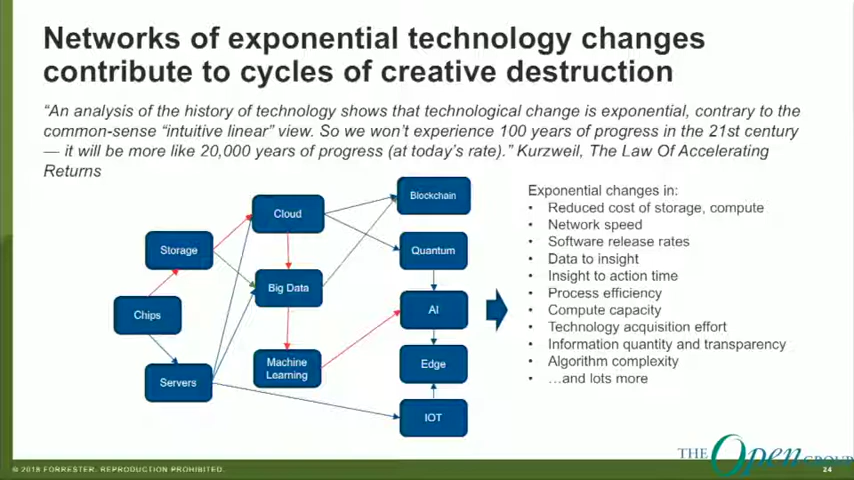 Networks of exponential technology changes
contribute to cycles of creative destruction
“An analysis of the history of technology shows that technological change is exponential, contrary to the
common-sense “intuitive linear” view. So we won’t experience 100 years of progress in the 21st century
— it will be more like 20,000 years of progress (at today’s rate).” Kurzweil, The Law Of Accelerating
Returns
Chips
Storage
Servers
Cloud
Big Data
Machine
Learning
Blockchain
Quantum
AI
Edge
IOT
Exponential changes in:
• Reduced cost of storage, compute
• Network speed
• Software release rates
• Data to insight
• Insight to action time
• Process efficiency
• Compute capacity
• Technology acquisition effort
• Information quantity and transparency
• Algorithm complexity
• …and lots more
© 2018 FORRESTER. REPRODUCTION PROHIBITED.
THE Open GROUP
24